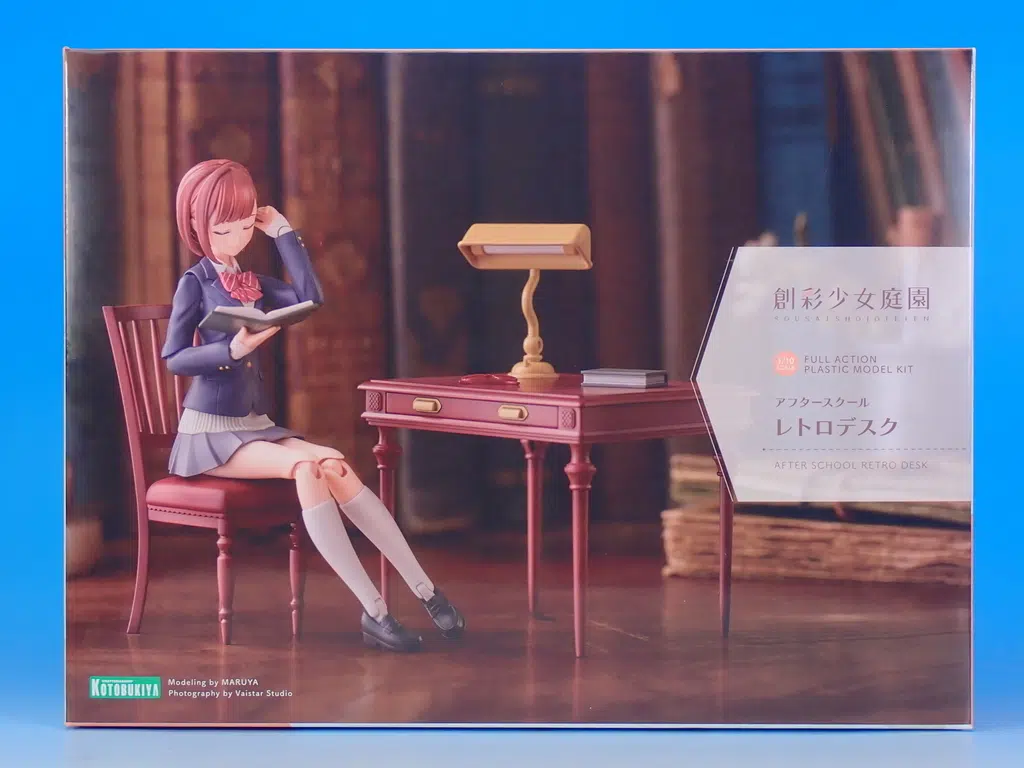 創彩少女庭園
SOUSAISHOJOTEIEN
1/10
SCALE
FULL ACTION
PLASTIC MODEL KIT
アフタースクール
レトロデスク
AFTER SCHOOL RETRO DESK
KOTOBUKIYA
Modeling by MARUYA
Photography by Vaistar Studio